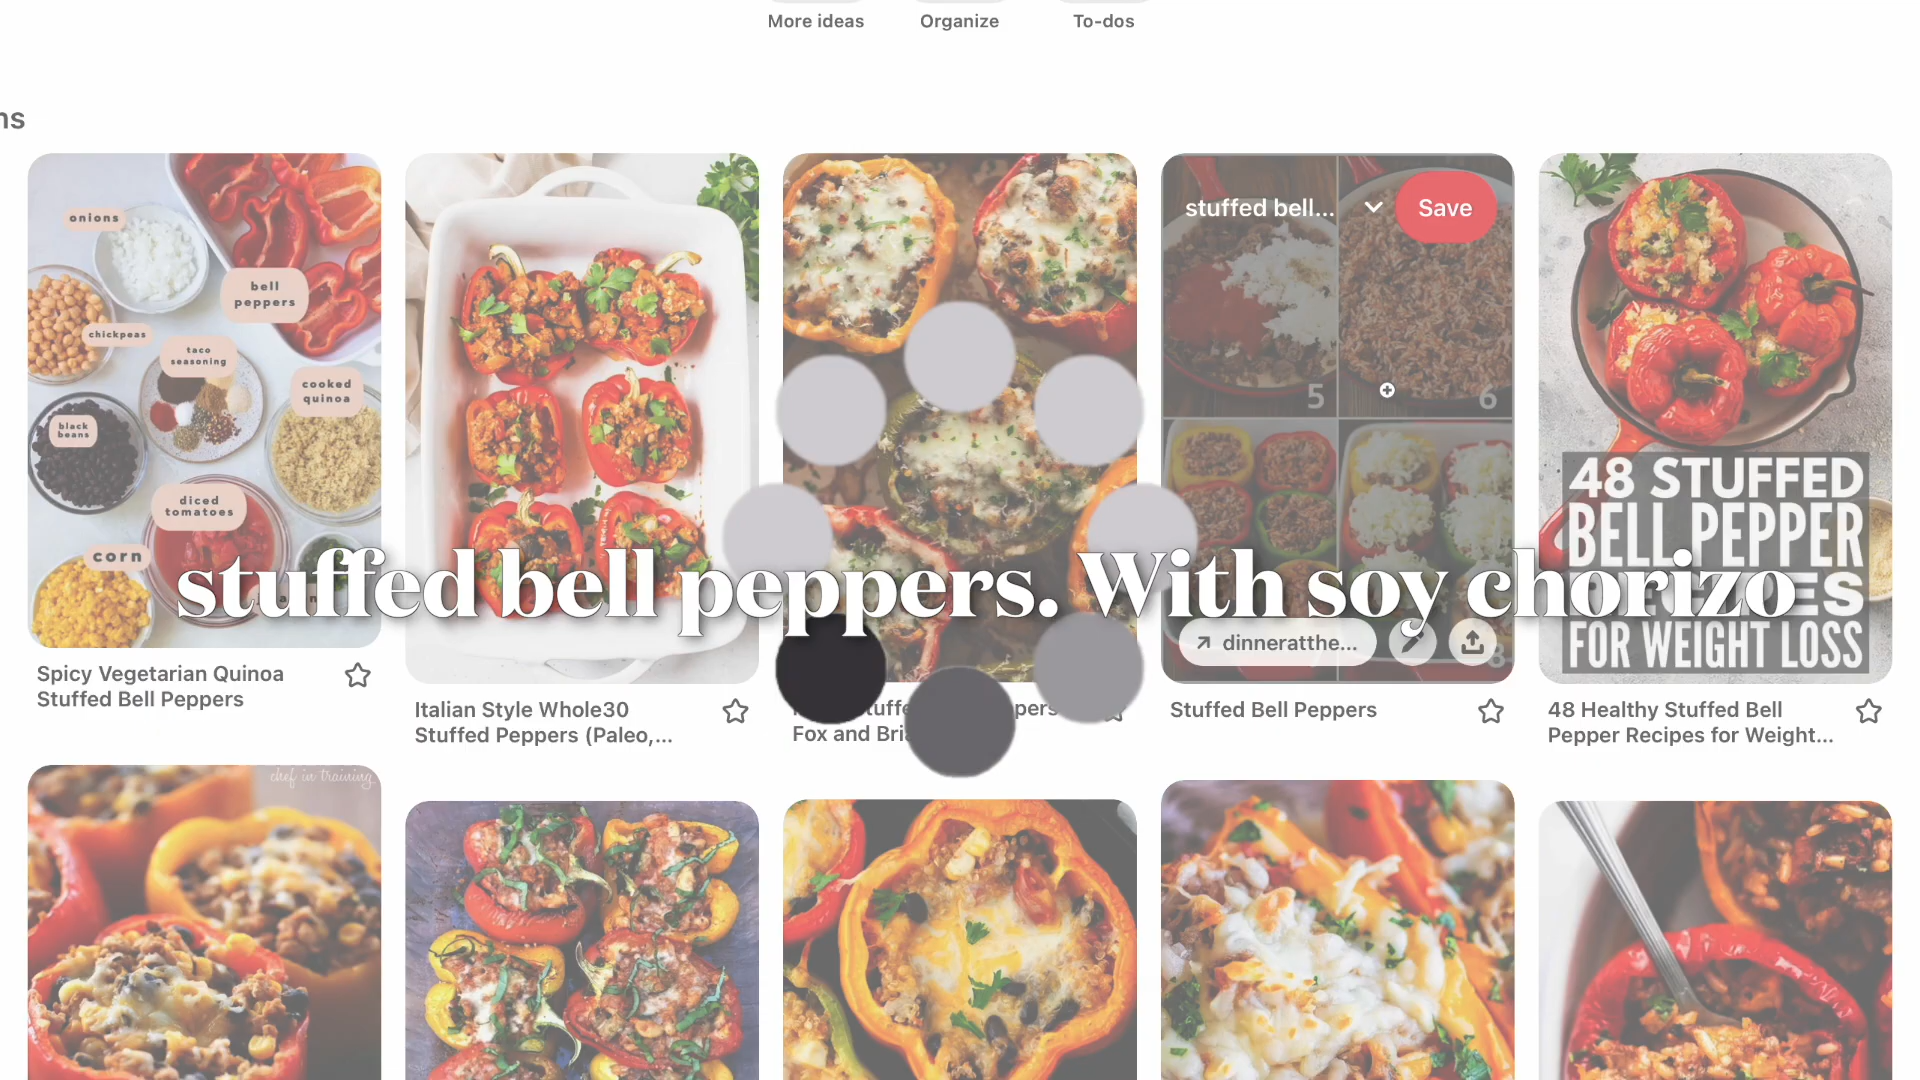 More ideas
Organize
To-dos
ns
onions
bell
peppers
chickpeas
taco
seasoning
cooked
quinoa
black
beans
diced
tomatoes
corn
stuffed bell...
Save
5
6
48 STUFFED
BELL PEPPER
FOR WEIGHT LOSS
stuffed bell peppers. With soy chorizo
dinneratthe...
8
Spicy Vegetarian Quinoa
Stuffed Bell Peppers
Italian Style Whole30
Stuffed Peppers (Paleo,...
Fox and
Stuffed Bell Peppers
48 Healthy Stuffed Bell
Pepper Recipes for Weight...
chef in training